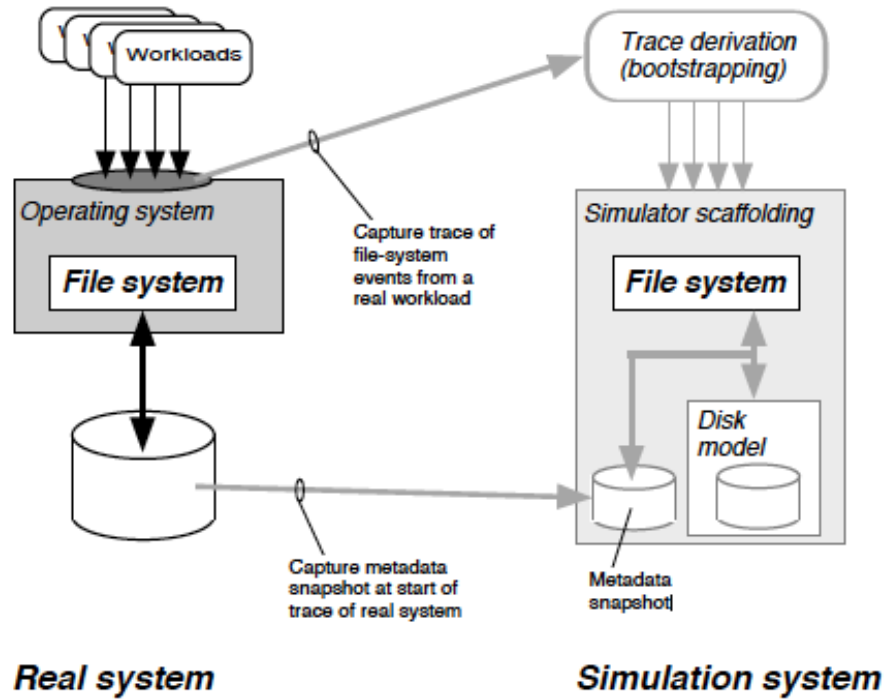 Workloads
Trace derivation
(bootstrapping)
Operating system
File system
Capture trace of
file-system
events from a
real workload
Simulator scaffolding
File system
Disk
model
Capture metadata
snapshot at start of
trace of real system
Metadata
snapshot
Real system
Simulation system